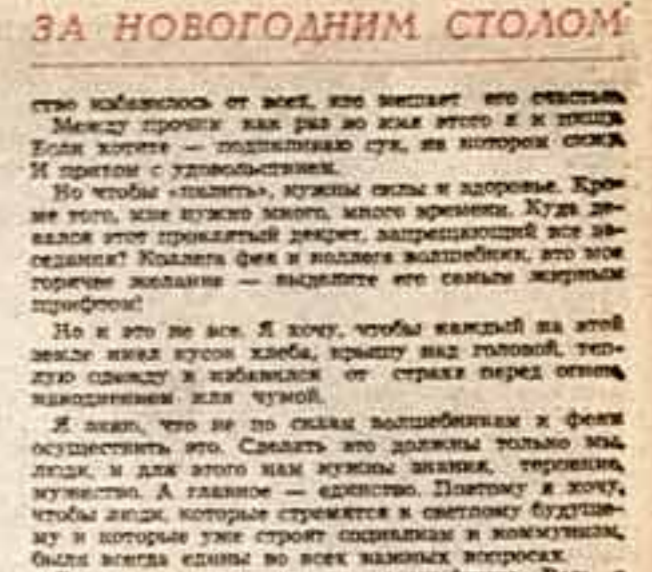 ЗА НОВОГОДНИМ СТОЛОМ
ство избавилось от всех, кто мешает его счастью.
Между прочим как раз во имя этого я и пишу.
Если хотите — подпиливаю сук, на котором сижу.
И притом с удовольствием.
Но чтобы «пилить», нужны силы и здоровье. Кро-
ме того, мне нужно много, много времени. Куда де-
вался этот проклятый декрет, запрещающий все за-
седания? Коллега фея и коллега волшебник, это мое
горячее желание — выделите его самым жирным
шрифтом!
Но и это не все. Я хочу, чтобы каждый на этой
земле имел кусок хлеба, крышу над головой, теп-
лую одежду и избавился от страха перед огнем,
наводнением или чумой.
Я знаю, что не по силам волшебникам и феям
осуществить это. Сделать это должны только мы,
люди, и для этого нам нужны знания, терпение,
мужество. А главное — единство. Поэтому я хочу,
чтобы люди, которые стремятся к светлому будуще-
му и которые уже строят социализм и коммунизм,
были всегда едины во всех важных вопросах.